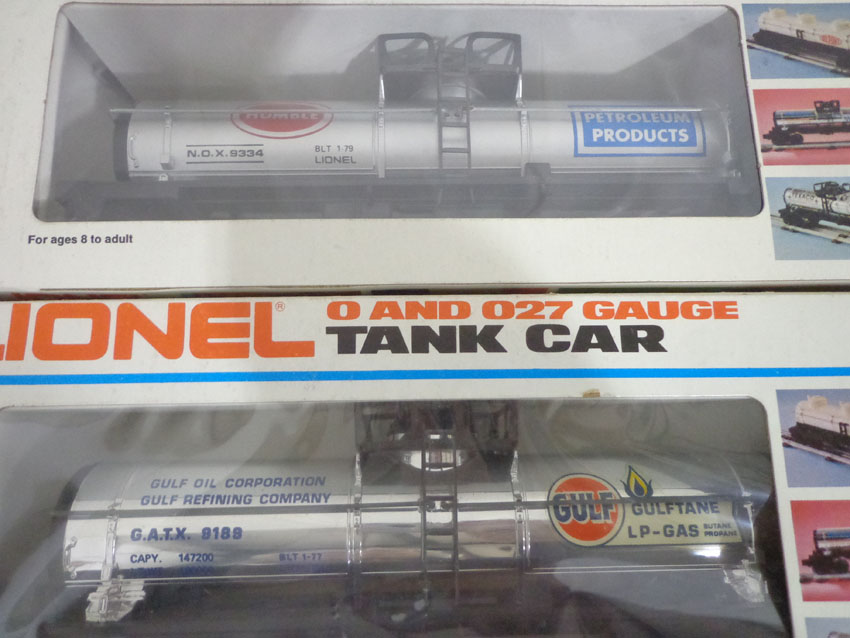 HUMBLE
N.O.X. 9334
BLT 1-79
LIONEL
PETROLEUM
PRODUCTS
For ages 8 to adult
LIONEL®
O AND O27 GAUGE
TANK CAR
GULF OIL CORPORATION
GULF REFINING COMPANY
G.A.T.X. 9189
CAPY. 147200
BLT 1-77
GULF
GULFTANE
LP-GAS BUTANE
PROPANE